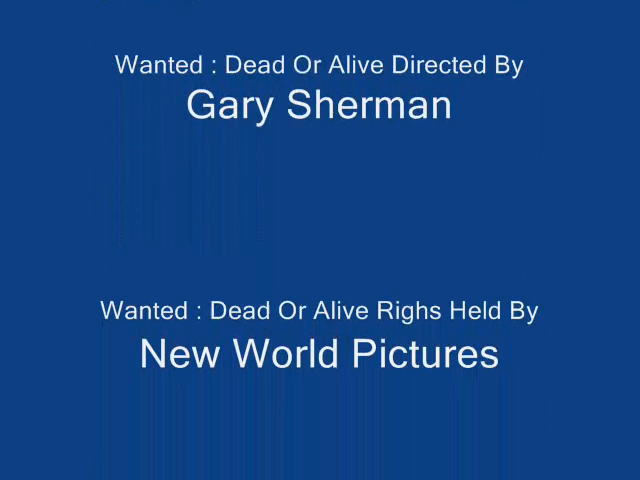 Wanted : Dead Or Alive Directed By
Gary Sherman
Wanted : Dead Or Alive Righs Held By
New World Pictures